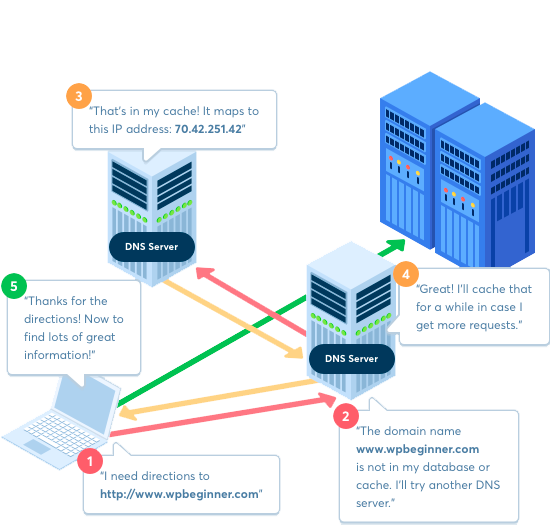 3
"That's in my cache! It maps to
this IP address: 70.42.251.42"
DNS Server
5
"Thanks for the
directions! Now to
find lots of great
information!"
4
"Great! I'll cache that
for a while in case I
get more requests."
DNS Server
1
"I need directions to
http://www.wpbeginner.com"
2
"The domain name
www.wpbeginner.com
is not in my database or
cache. I'll try another DNS
server."